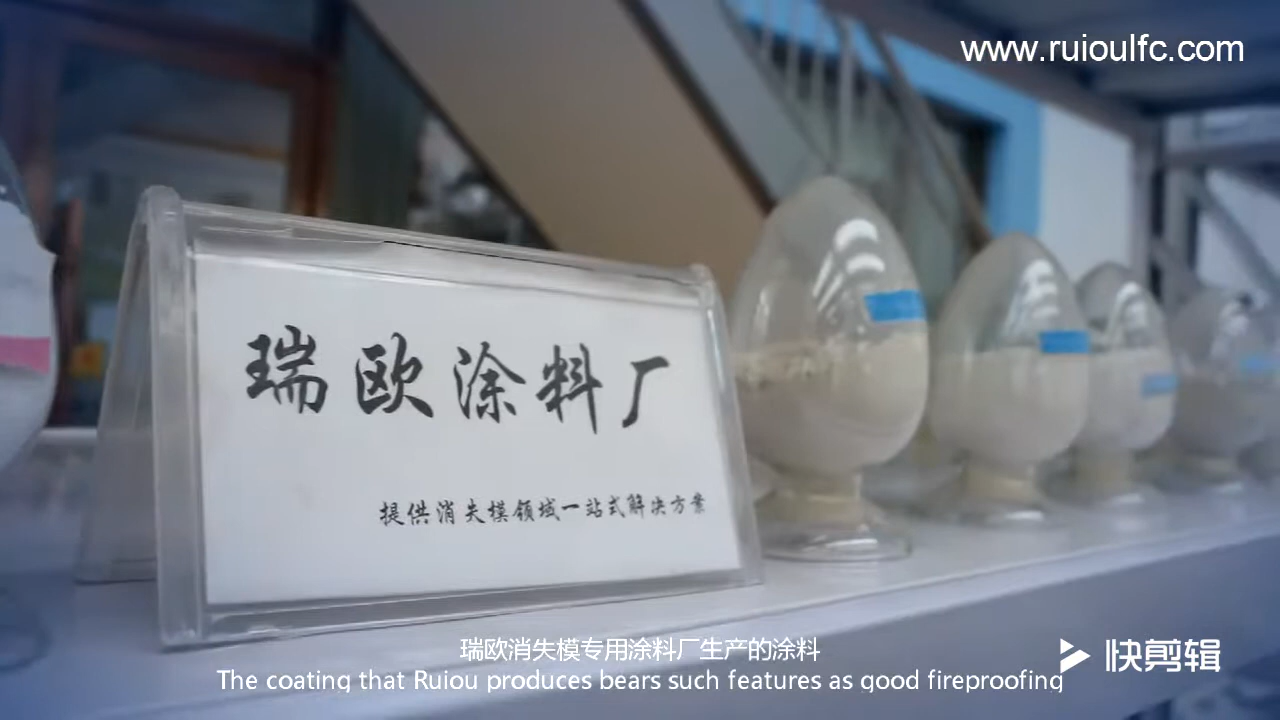 www.ruioulfc.com
瑞欧涂料厂
提供消失模领域一站式解决方案
瑞欧消失模专用涂料厂生产的涂料
The coating that Ruiou produces bears such features as good fireproofing
快剪辑